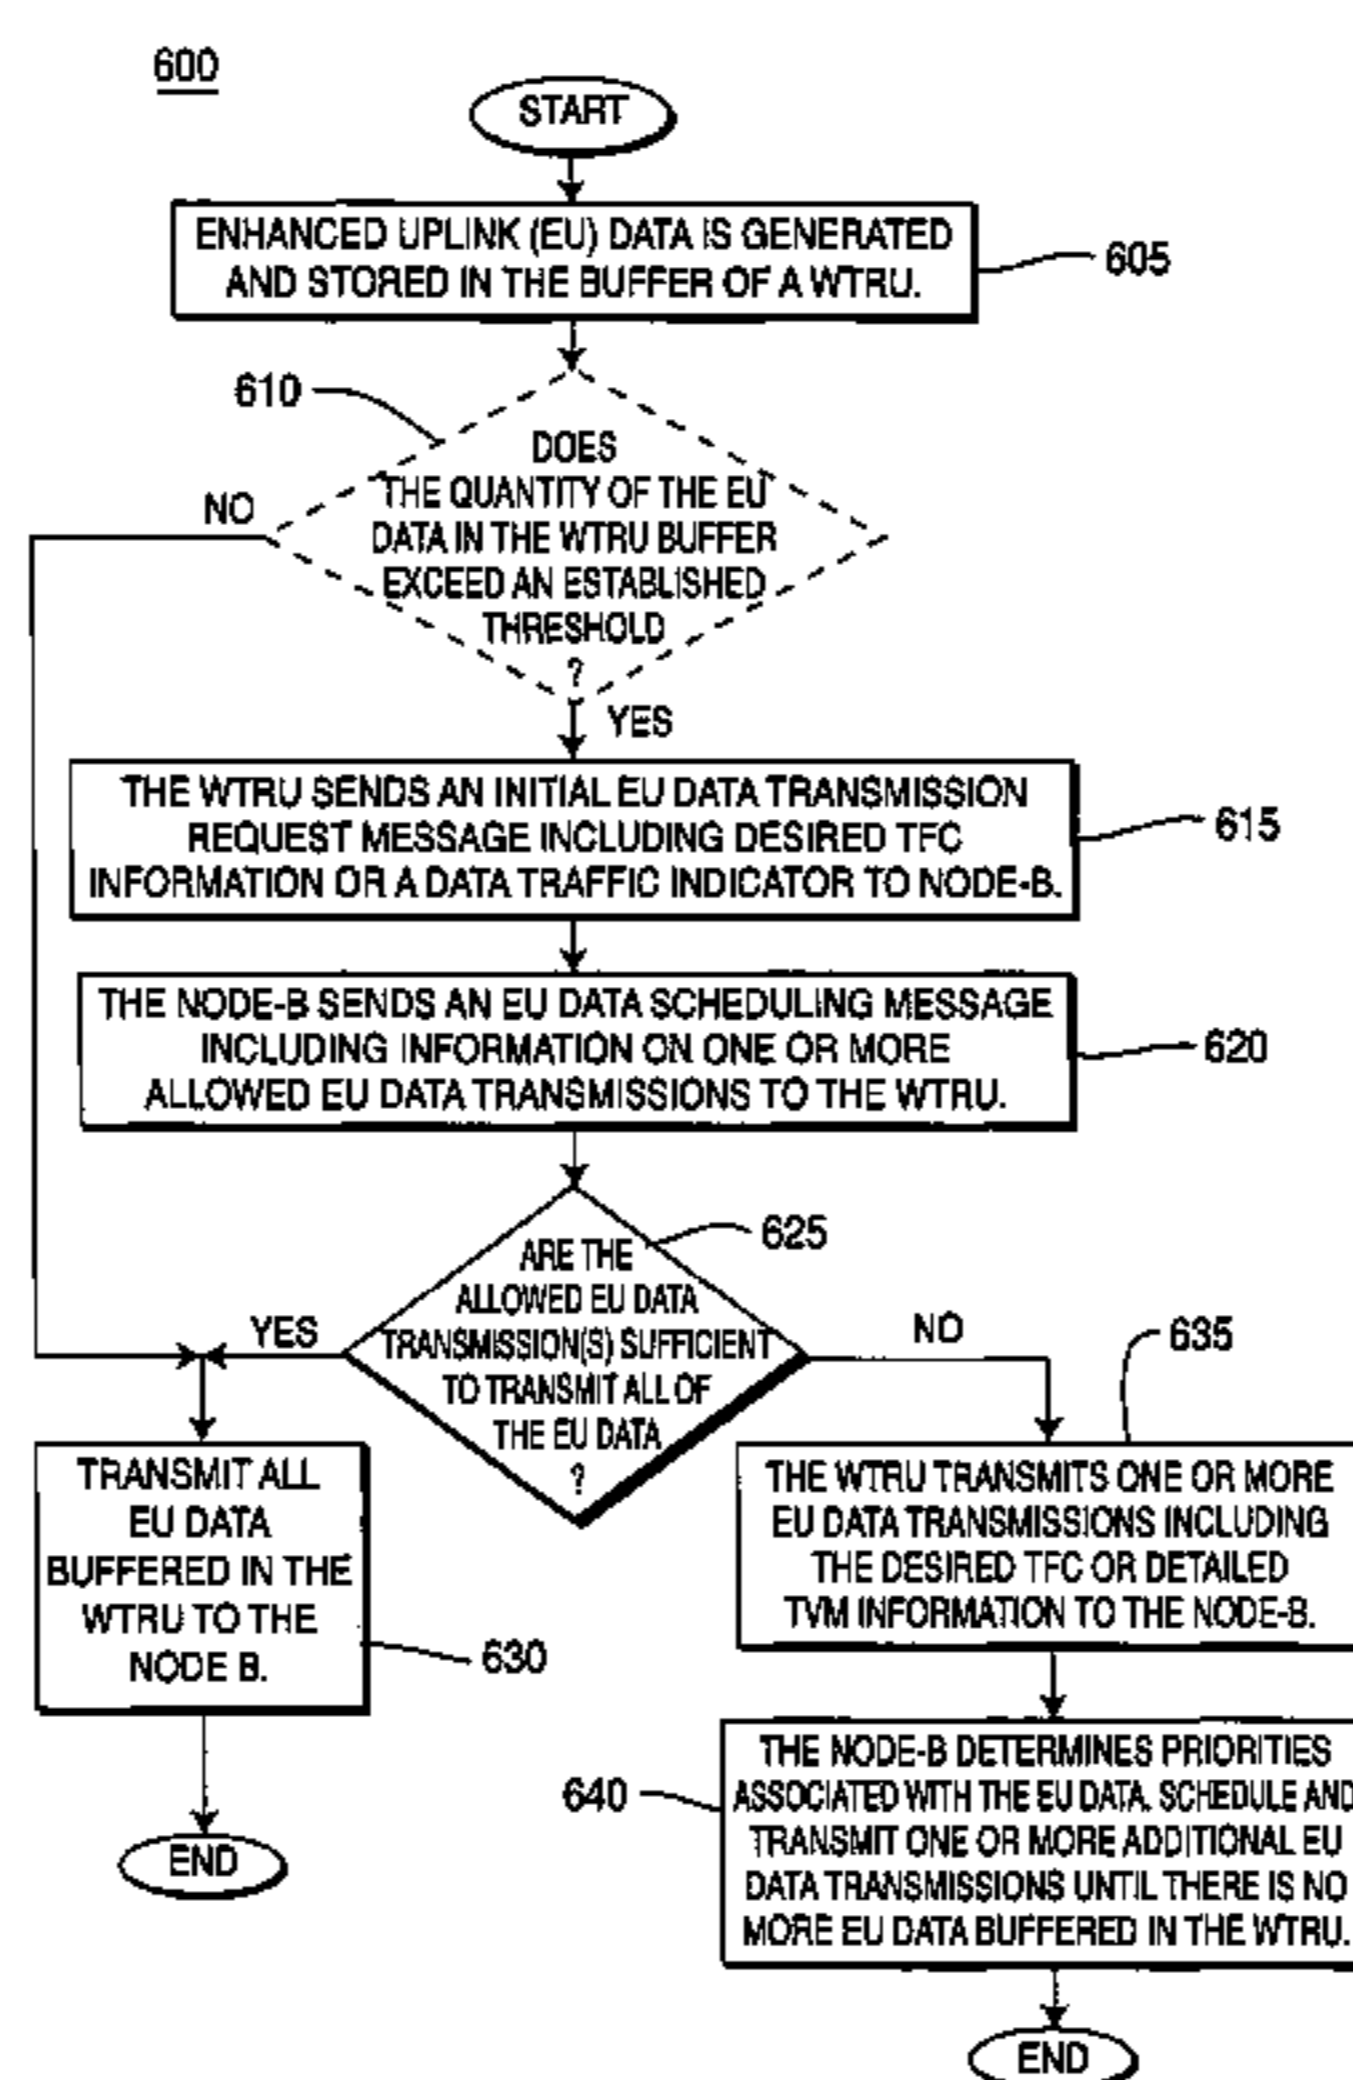 600
START
ENHANCED UPLINK (EU) DATA IS GENERATED
AND STORED IN THE BUFFER OF A WTRU.
605
610
DOES
THE QUANTITY OF THE EU
DATA IN THE WTRU BUFFER
EXCEED AN ESTABLISHED
THRESHOLD
?
NO
YES
THE WTRU SENDS AN INITIAL EU DATA TRANSMISSION
REQUEST MESSAGE INCLUDING DESIRED TFC
INFORMATION OR A DATA TRAFFIC INDICATOR TO NODE-B.
615
THE NODE-B SENDS AN EU DATA SCHEDULING MESSAGE
INCLUDING INFORMATION ON ONE OR MORE
ALLOWED EU DATA TRANSMISSIONS TO THE WTRU.
620
625
ARE THE
ALLOWED EU DATA
TRANSMISSION(S) SUFFICIENT
TO TRANSMIT ALL OF
THE EU DATA
?
YES
NO
635
TRANSMIT ALL
EU DATA
BUFFERED IN THE
WTRU TO THE
NODE B.
630
THE WTRU TRANSMITS ONE OR MORE
EU DATA TRANSMISSIONS INCLUDING
THE DESIRED TFC OR DETAILED
TVM INFORMATION TO THE NODE-B.
END
640
THE NODE-B DETERMINES PRIORITIES
ASSOCIATED WITH THE EU DATA, SCHEDULE AND
TRANSMIT ONE OR MORE ADDITIONAL EU
DATA TRANSMISSIONS UNTIL THERE IS NO
MORE EU DATA BUFFERED IN THE WTRU.
END